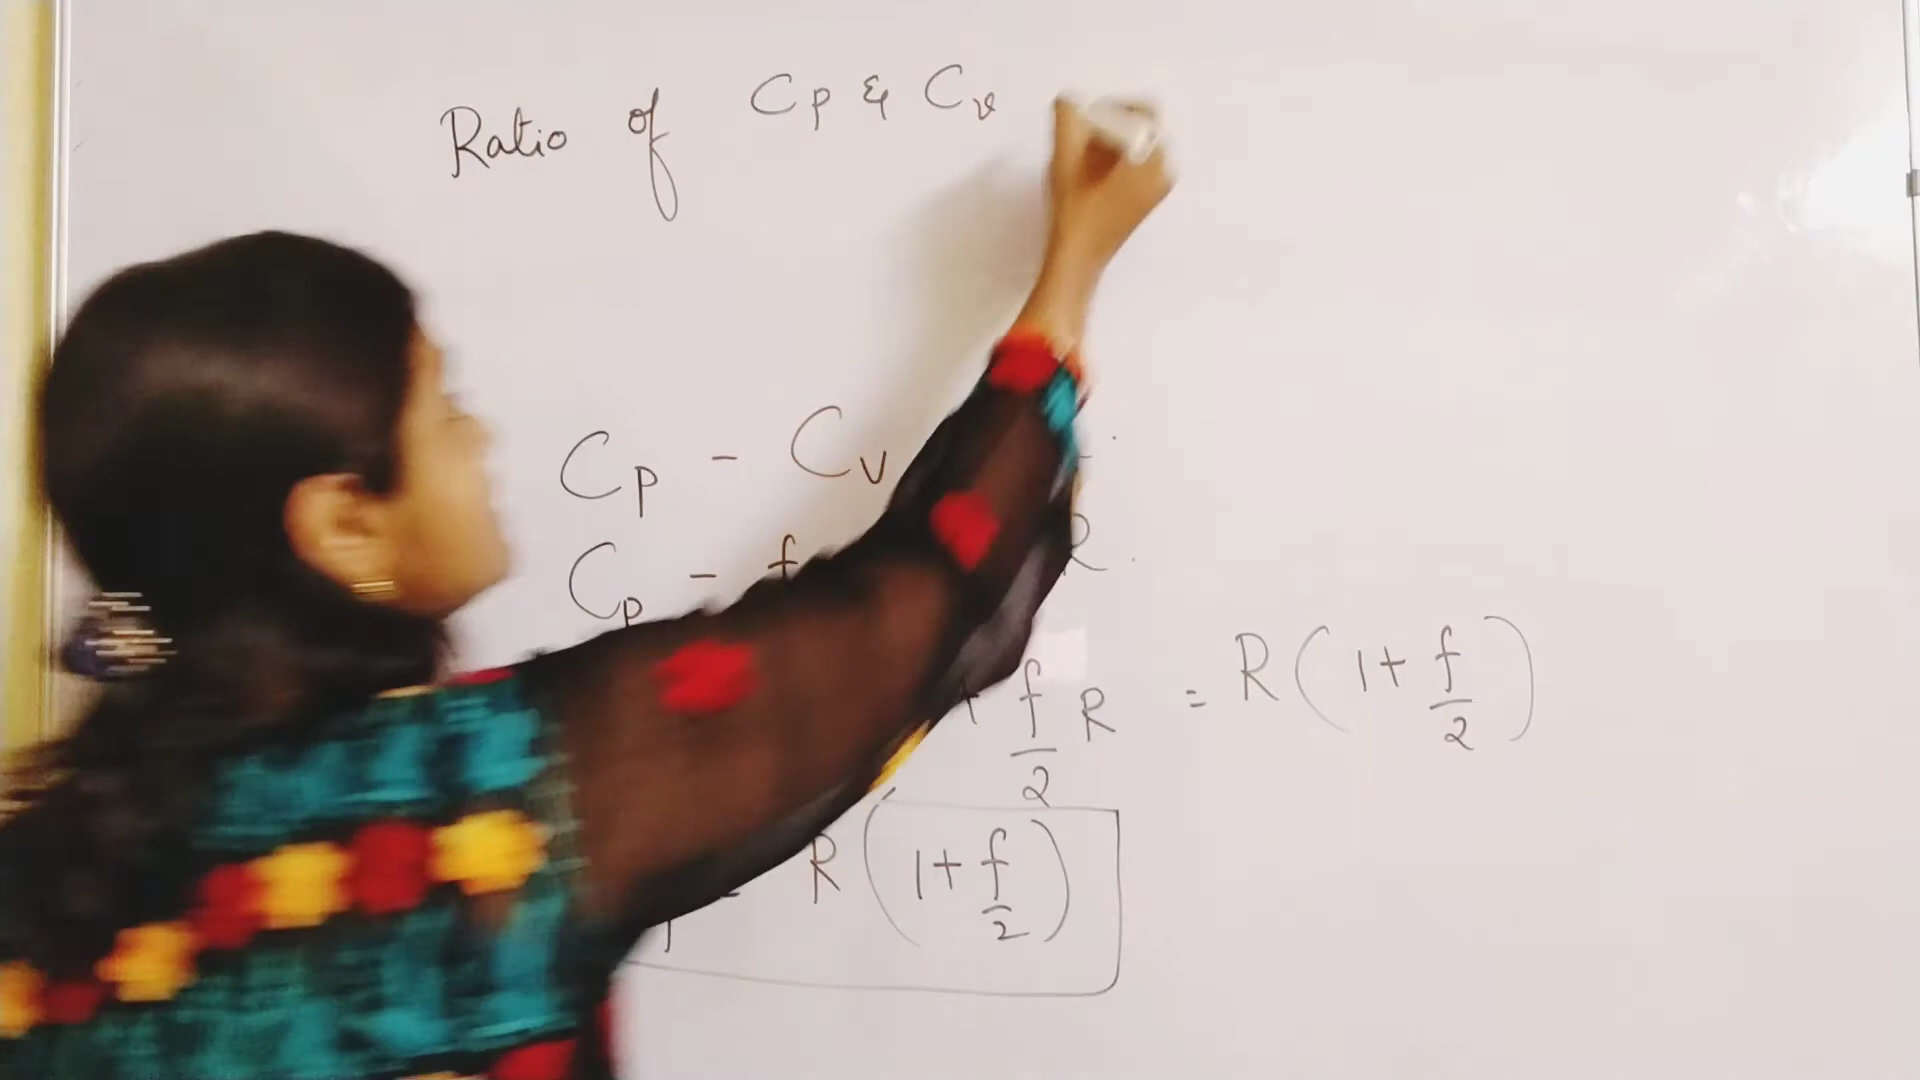 Ratio of Cp & Cv
Cp - Cv
Cp - f R
+ f/2 R = R(1+f/2)
R(1+f/2)